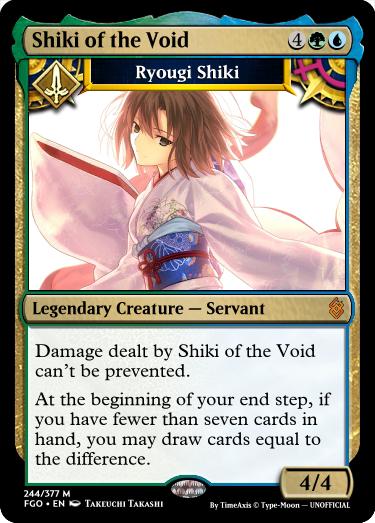 Shiki of the Void 4
Ryougi Shiki
Legendary Creature — Servant
Damage dealt by Shiki of the Void
can't be prevented.
At the beginning of your end step, if
you have fewer than seven cards in
hand, you may draw cards equal to
the difference.
4/4
244/377 M
FGO • EN Takeuchi Takashi
By TimeAxis © Type-Moon — UNOFFICIAL